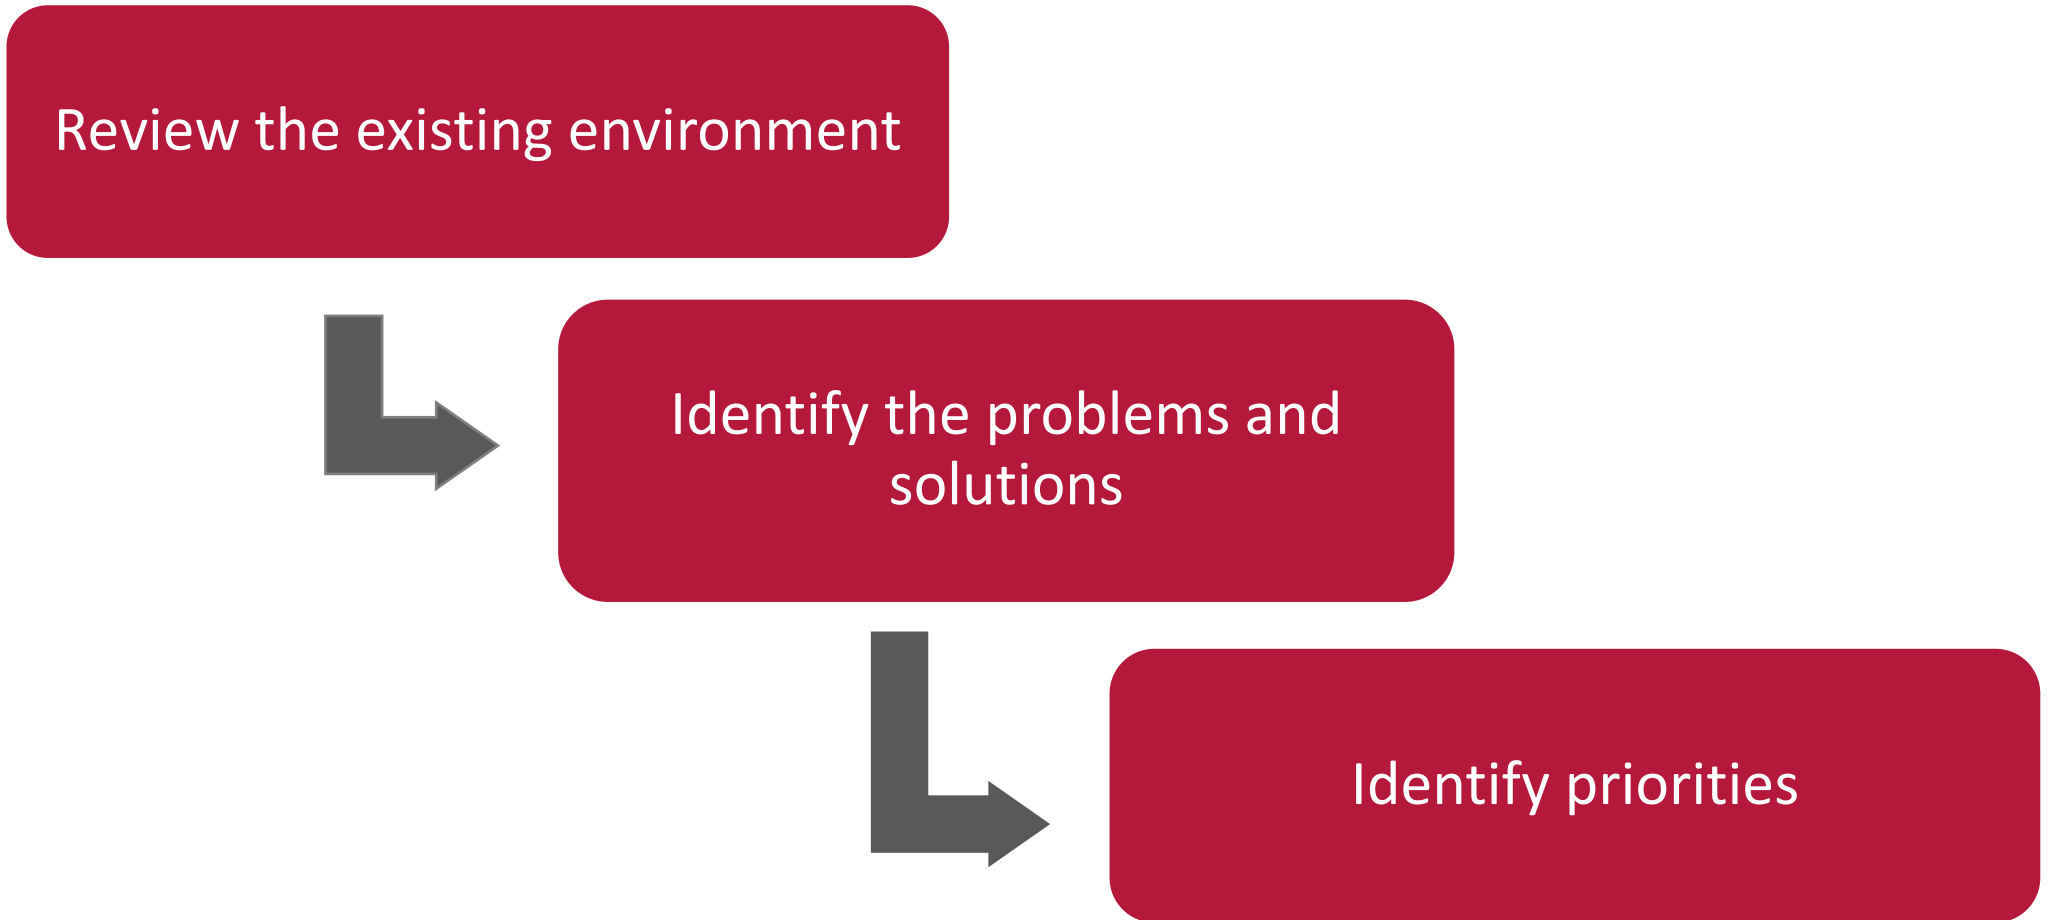 Review the existing environment
Identify the problems and
solutions
Identify priorities